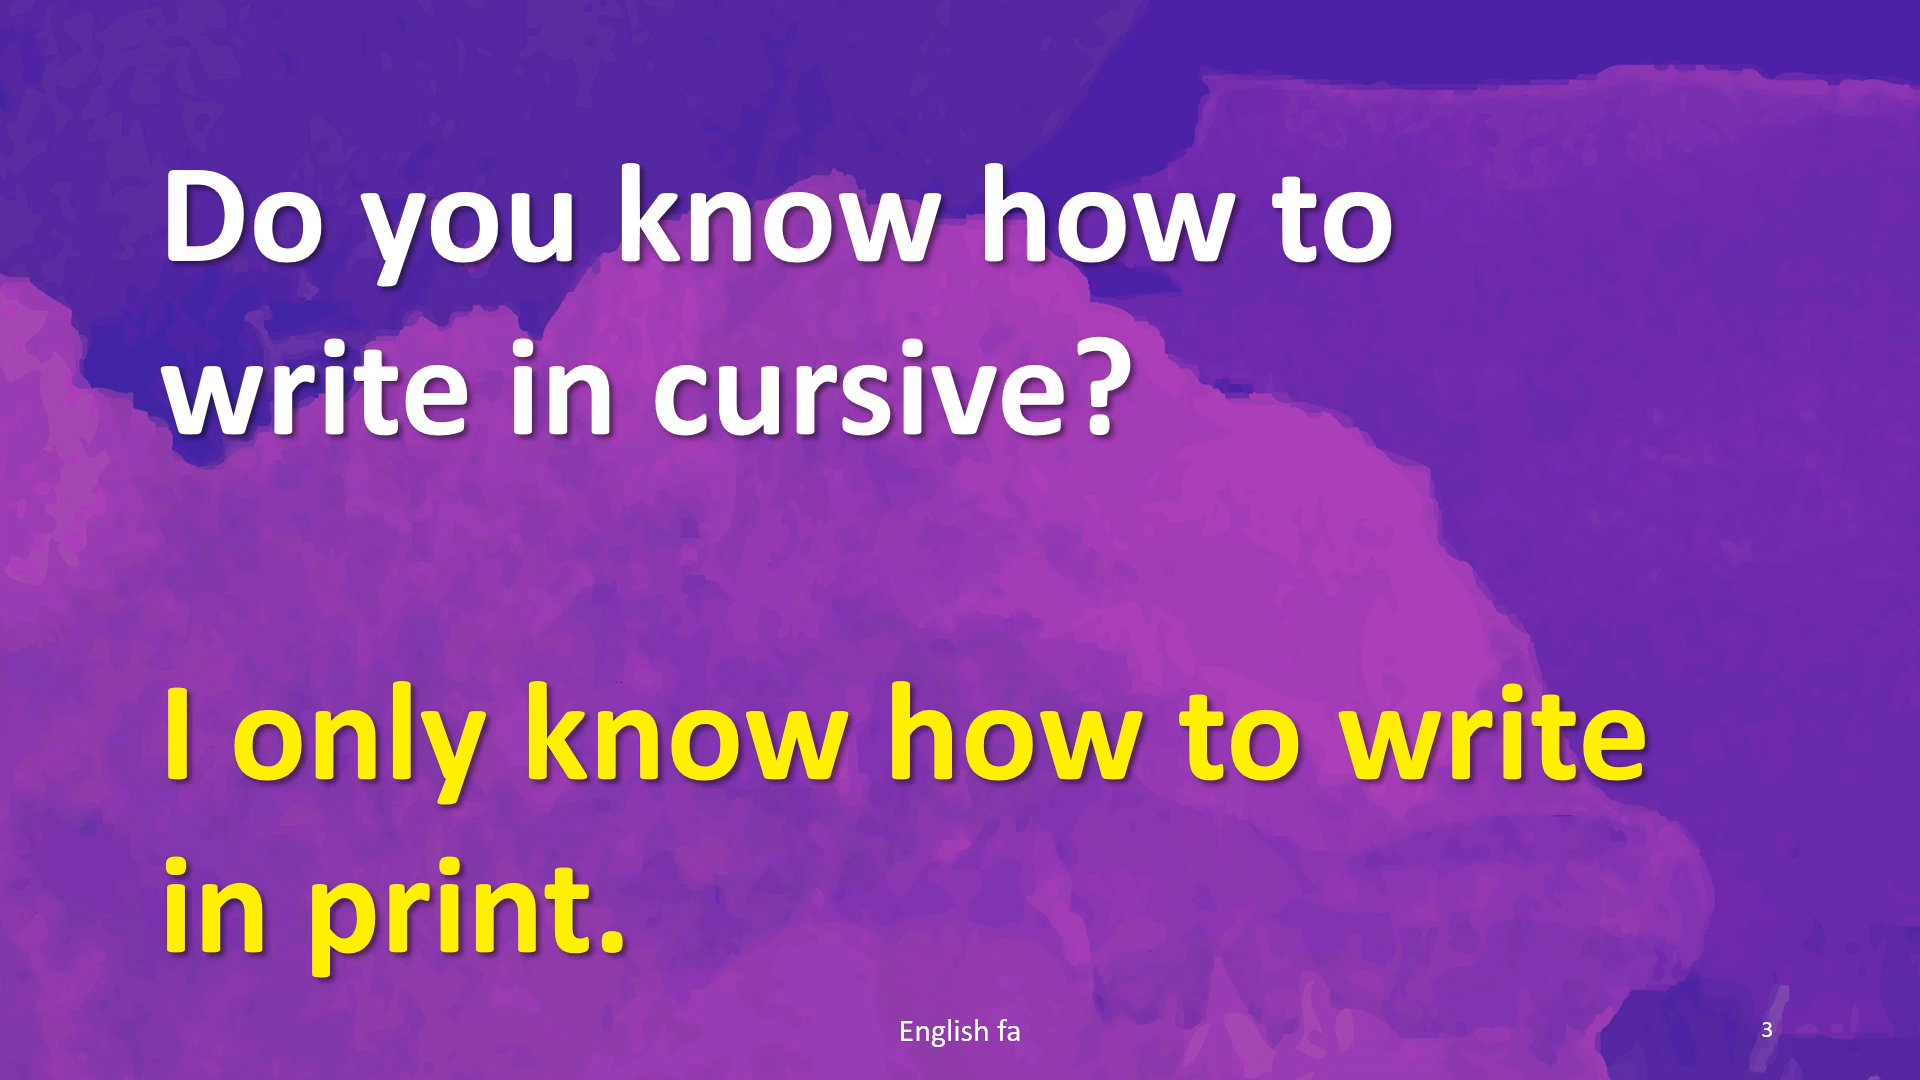 Do you know how to
write in cursive?
I only know how to write
in print.
English fa
3